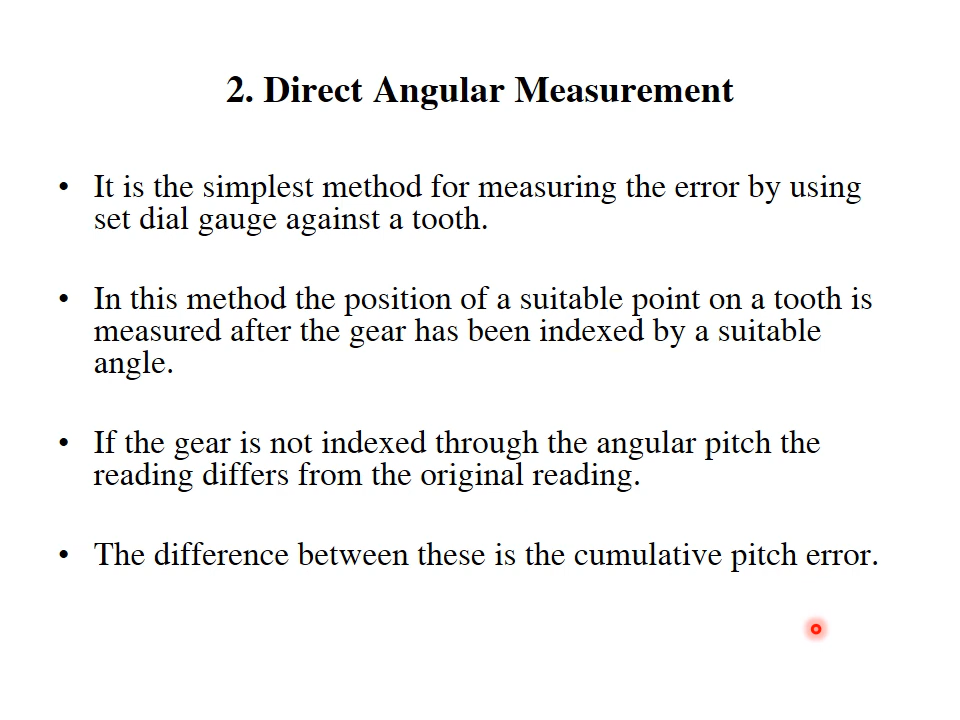 2. Direct Angular Measurement
• It is the simplest method for measuring the error by using
set dial gauge against a tooth.
• In this method the position of a suitable point on a tooth is
measured after the gear has been indexed by a suitable
angle.
• If the gear is not indexed through the angular pitch the
reading differs from the original reading.
• The difference between these is the cumulative pitch error.